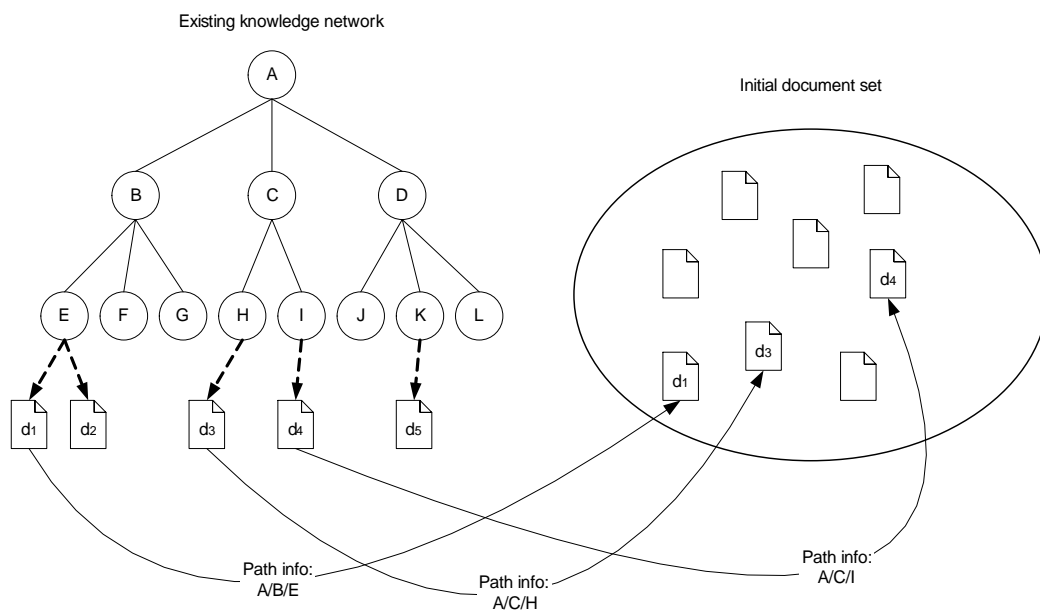 Existing knowledge network
A
Initial document set
B C D
d4
E F G H I J K L
d3
d1
d1 d2 d3 d4 d5
Path info:
A/B/E
Path info:
A/C/H
Path info:
A/C/I